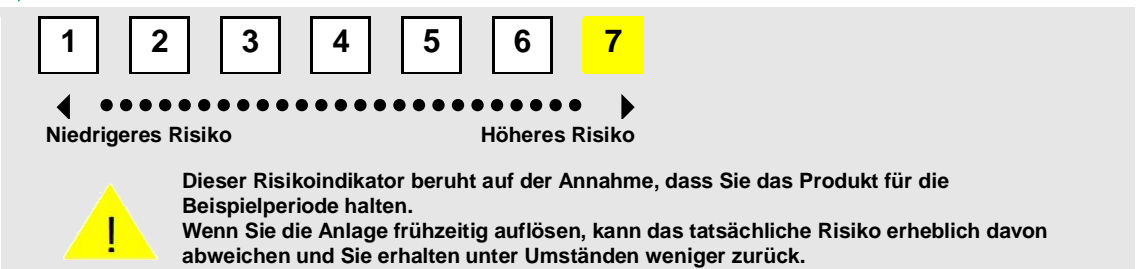 1 2 3 4 5 6 7
Niedrigeres Risiko Höheres Risiko
!
Dieser Risikoindikator beruht auf der Annahme, dass Sie das Produkt für die
Beispielperiode halten.
Wenn Sie die Anlage frühzeitig auflösen, kann das tatsächliche Risiko erheblich davon
abweichen und Sie erhalten unter Umständen weniger zurück.